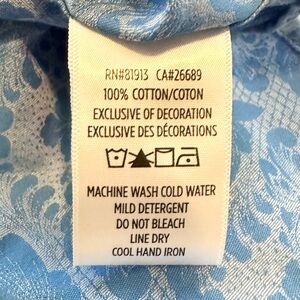 RN#81913 CA#26689
100% COTTON/COTON
EXCLUSIVE OF DECORATION
EXCLUSIVE DES DÉCORATIONS
MACHINE WASH COLD WATER
MILD DETERGENT
DO NOT BLEACH
LINE DRY
COOL HAND IRON